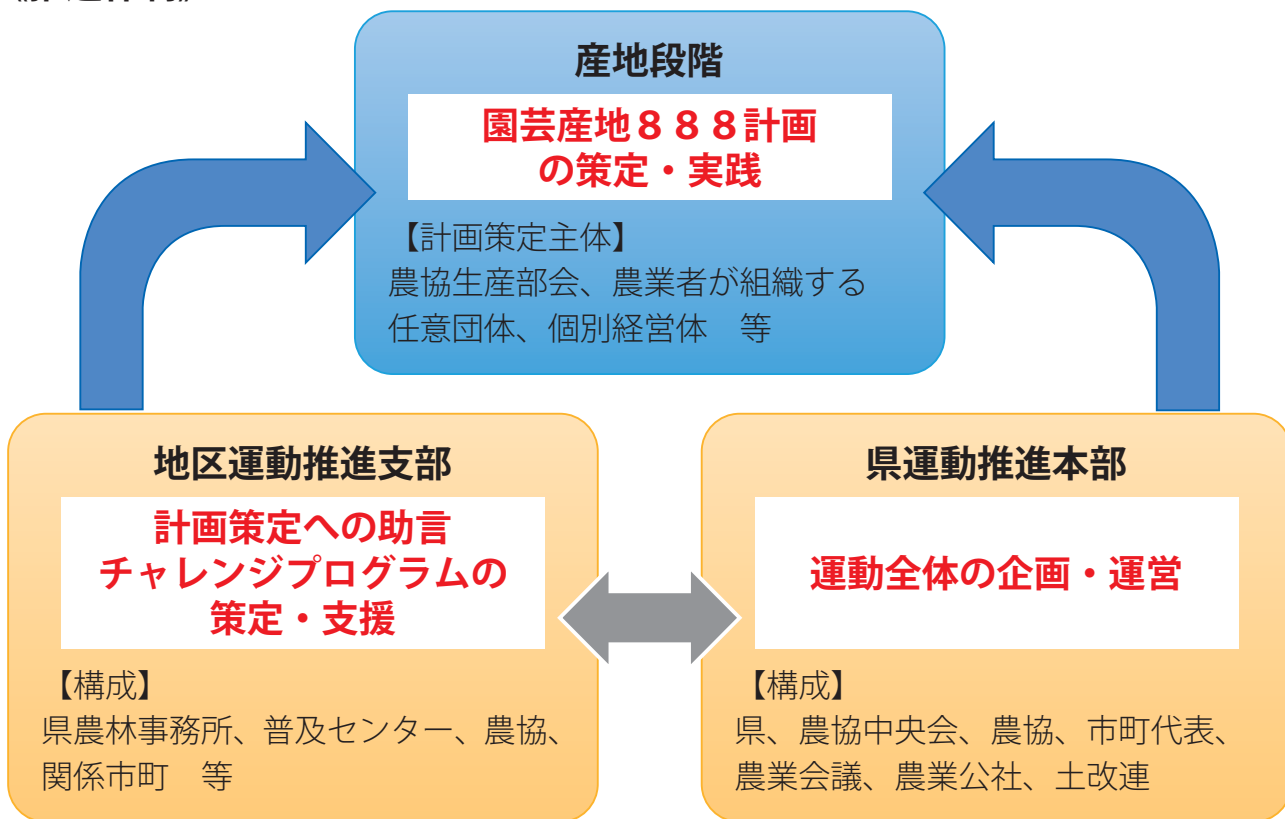 産地段階
園芸産地８８８計画
の策定・実践
【計画策定主体】
農協生産部会、農業者が組織する
任意団体、個別経営体　等
地区運動推進支部
計画策定への助言
チャレンジプログラムの
策定・支援
【構成】
県農林事務所、普及センター、農協、
関係市町　等
県運動推進本部
運動全体の企画・運営
【構成】
県、農協中央会、農協、市町代表、
農業会議、農業公社、土改連